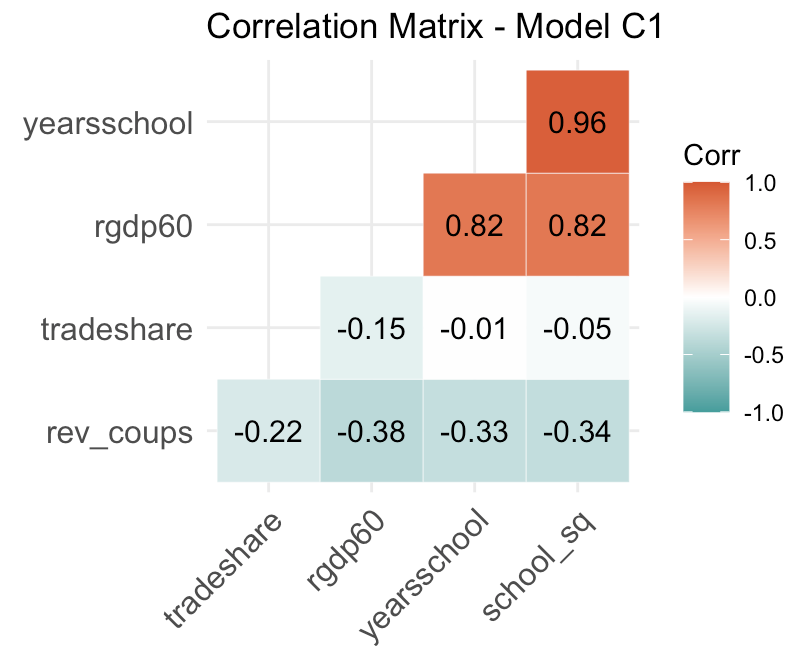 Correlation Matrix - Model C1
yearsschool
0.96
rgdp60
0.82
0.82
tradeshare
-0.15
-0.01
-0.05
rev_coups
-0.22
-0.38
-0.33
-0.34
tradeshare
rgdp60
yearsschool
school_sq
Corr
1.0
0.5
0.0
-0.5
-1.0